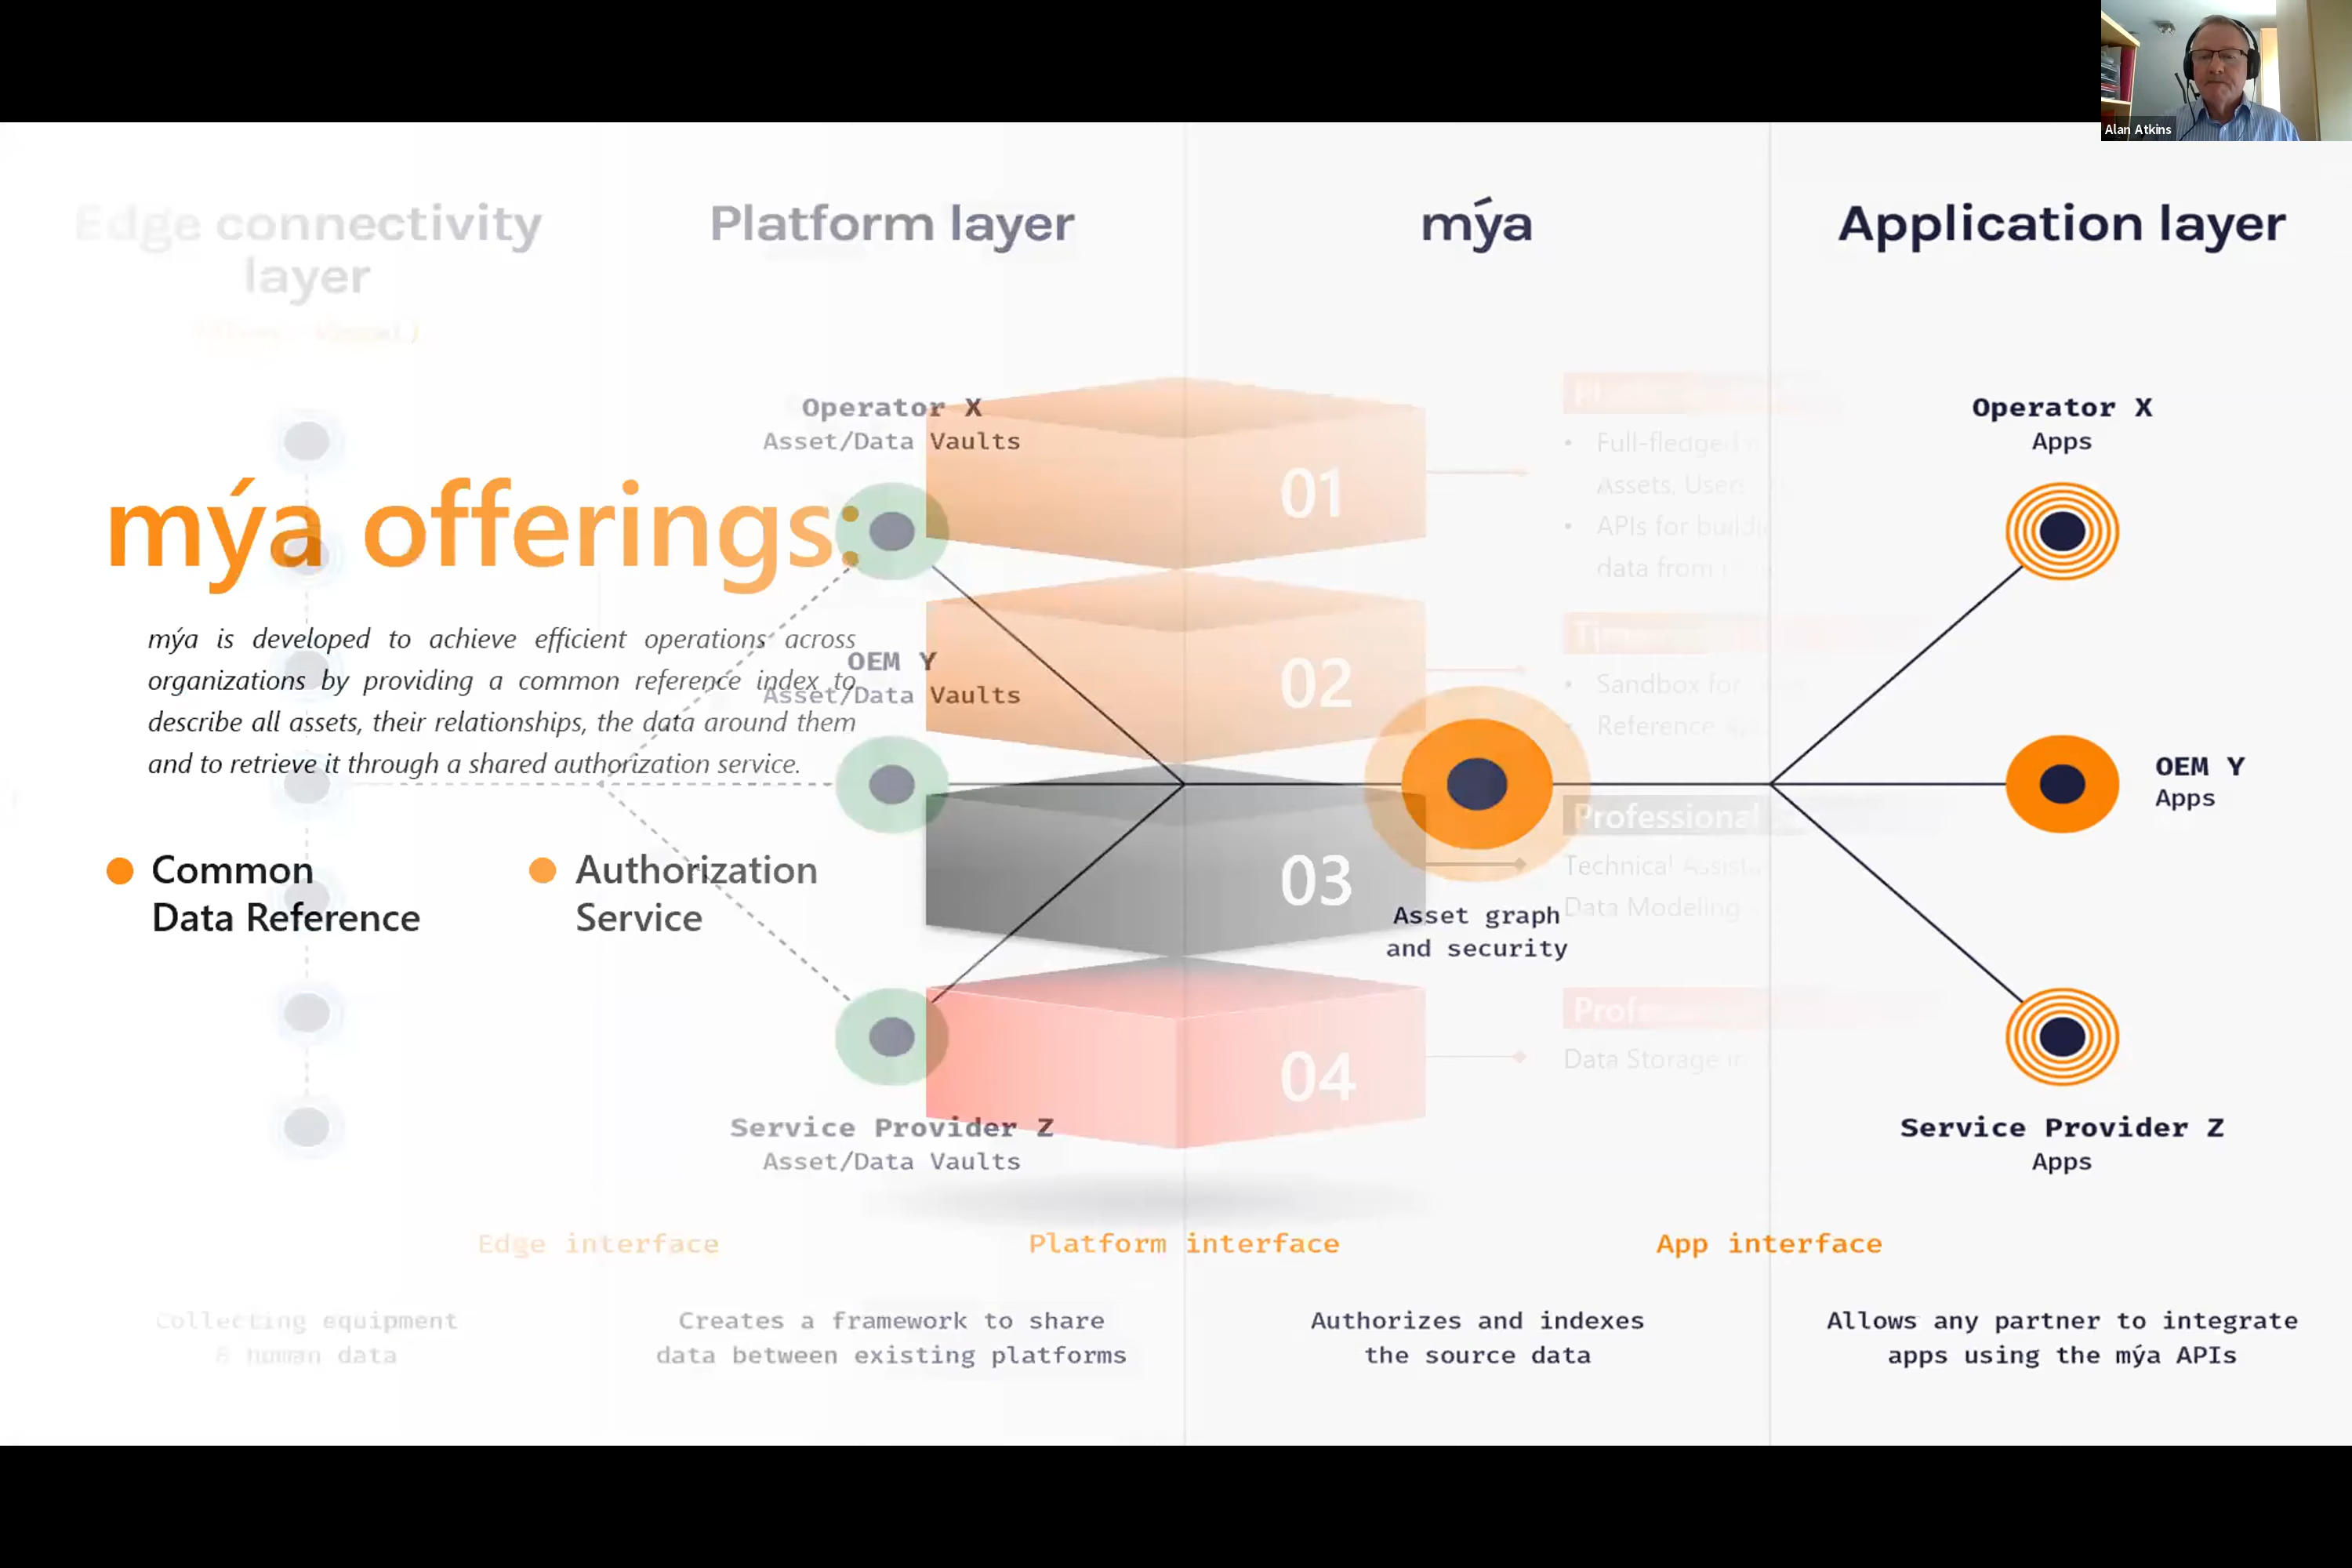 Alan Atkins
Edge connectivity
layer
Platform layer
mýa
Application layer
Operator X
Asset/Data Vaults
OEM Y
Asset/Data Vaults
Service Provider Z
Asset/Data Vaults
mýa offerings:
mýa is developed to achieve efficient operations across
organizations by providing a common reference index to
describe all assets, their relationships, the data around them
and to retrieve it through a shared authorization service.
Common
Data Reference
Authorization
Service
01
02
03
04
Full-fledged
Assets, Users
APIs for
data from
Sandbox for
Reference
Professional
Technical
Data Modeling
Data Storage
Asset graph
and security
Operator X
Apps
OEM Y
Apps
Service Provider Z
Apps
Edge interface
Platform interface
App interface
Collecting equipment
& human data
Creates a framework to share
data between existing platforms
Authorizes and indexes
the source data
Allows any partner to integrate
apps using the mýa APIs